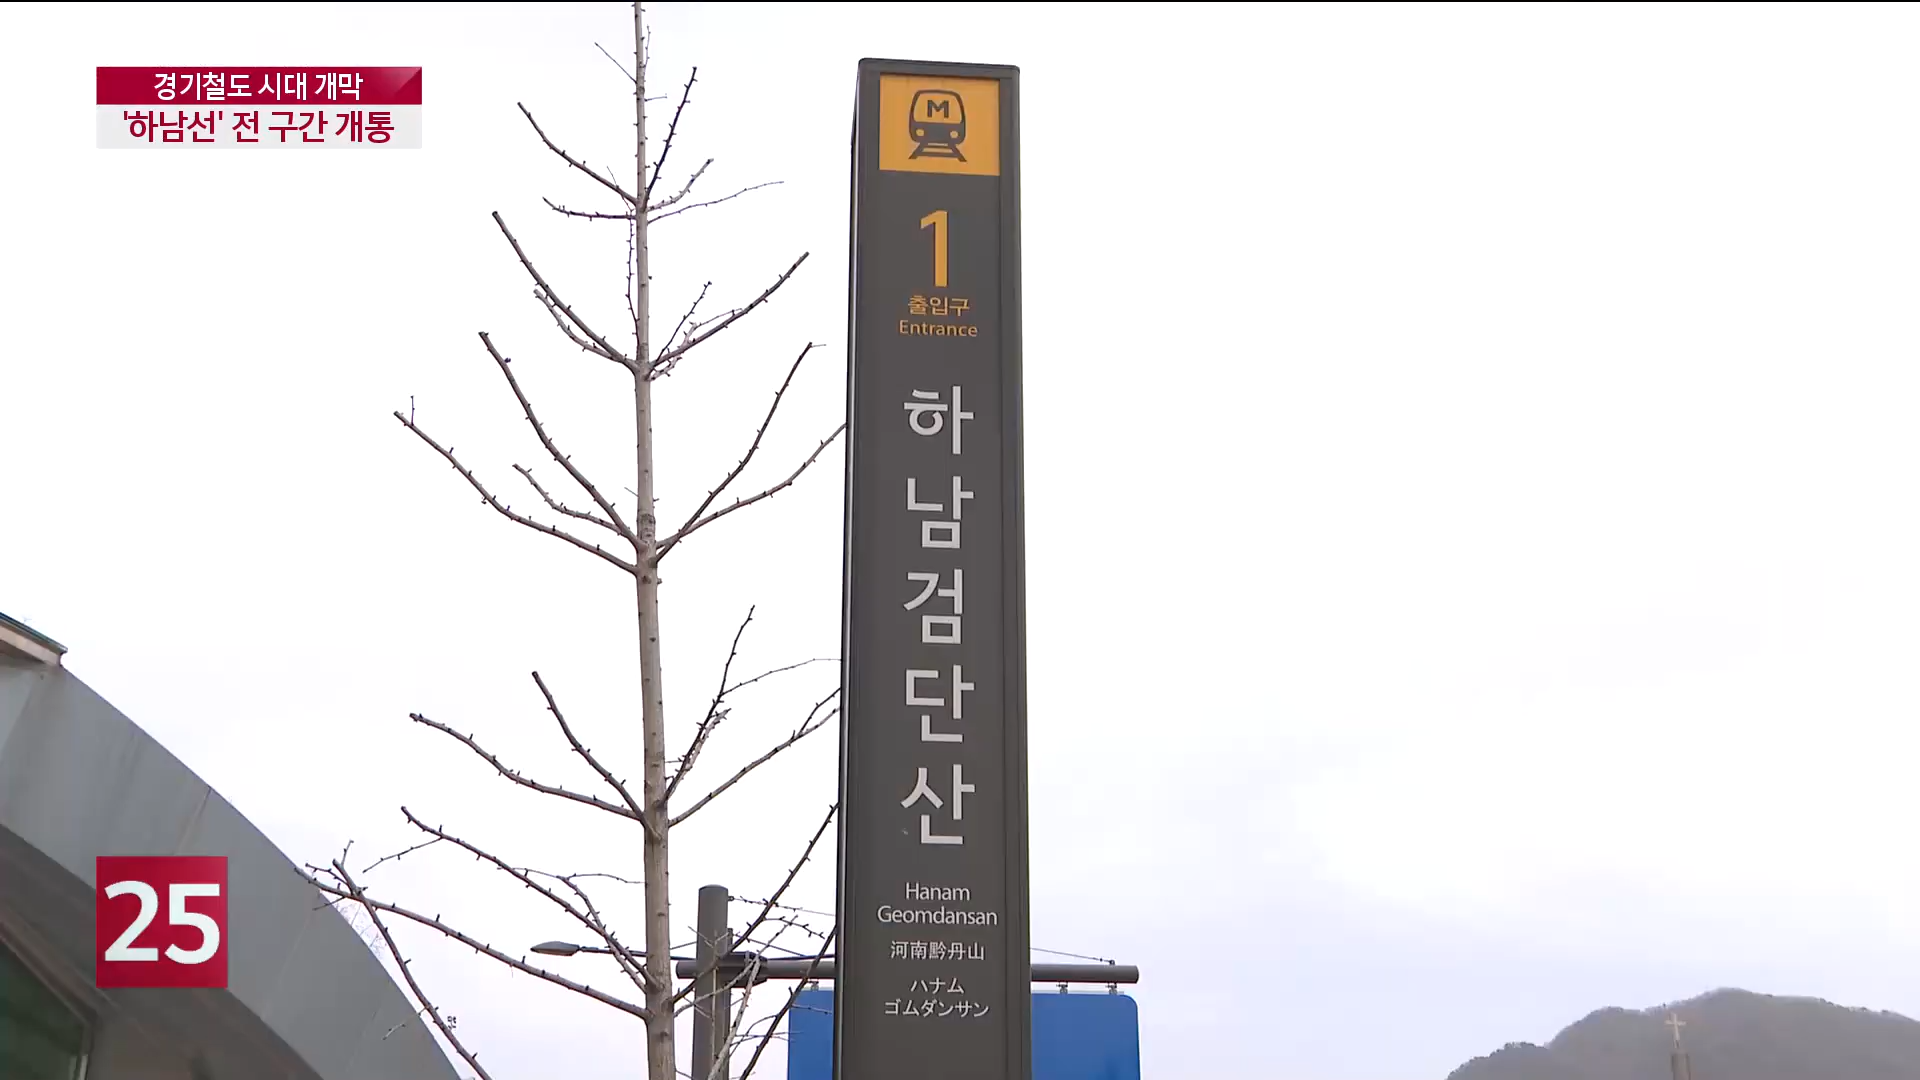 경기철도 시대 개막
'하남선' 전 구간 개통
M
1
출입구
Entrance
하남검단산
Hanam
Geomdansan
河南黔丹山
ハナム
ゴムダンサン
25